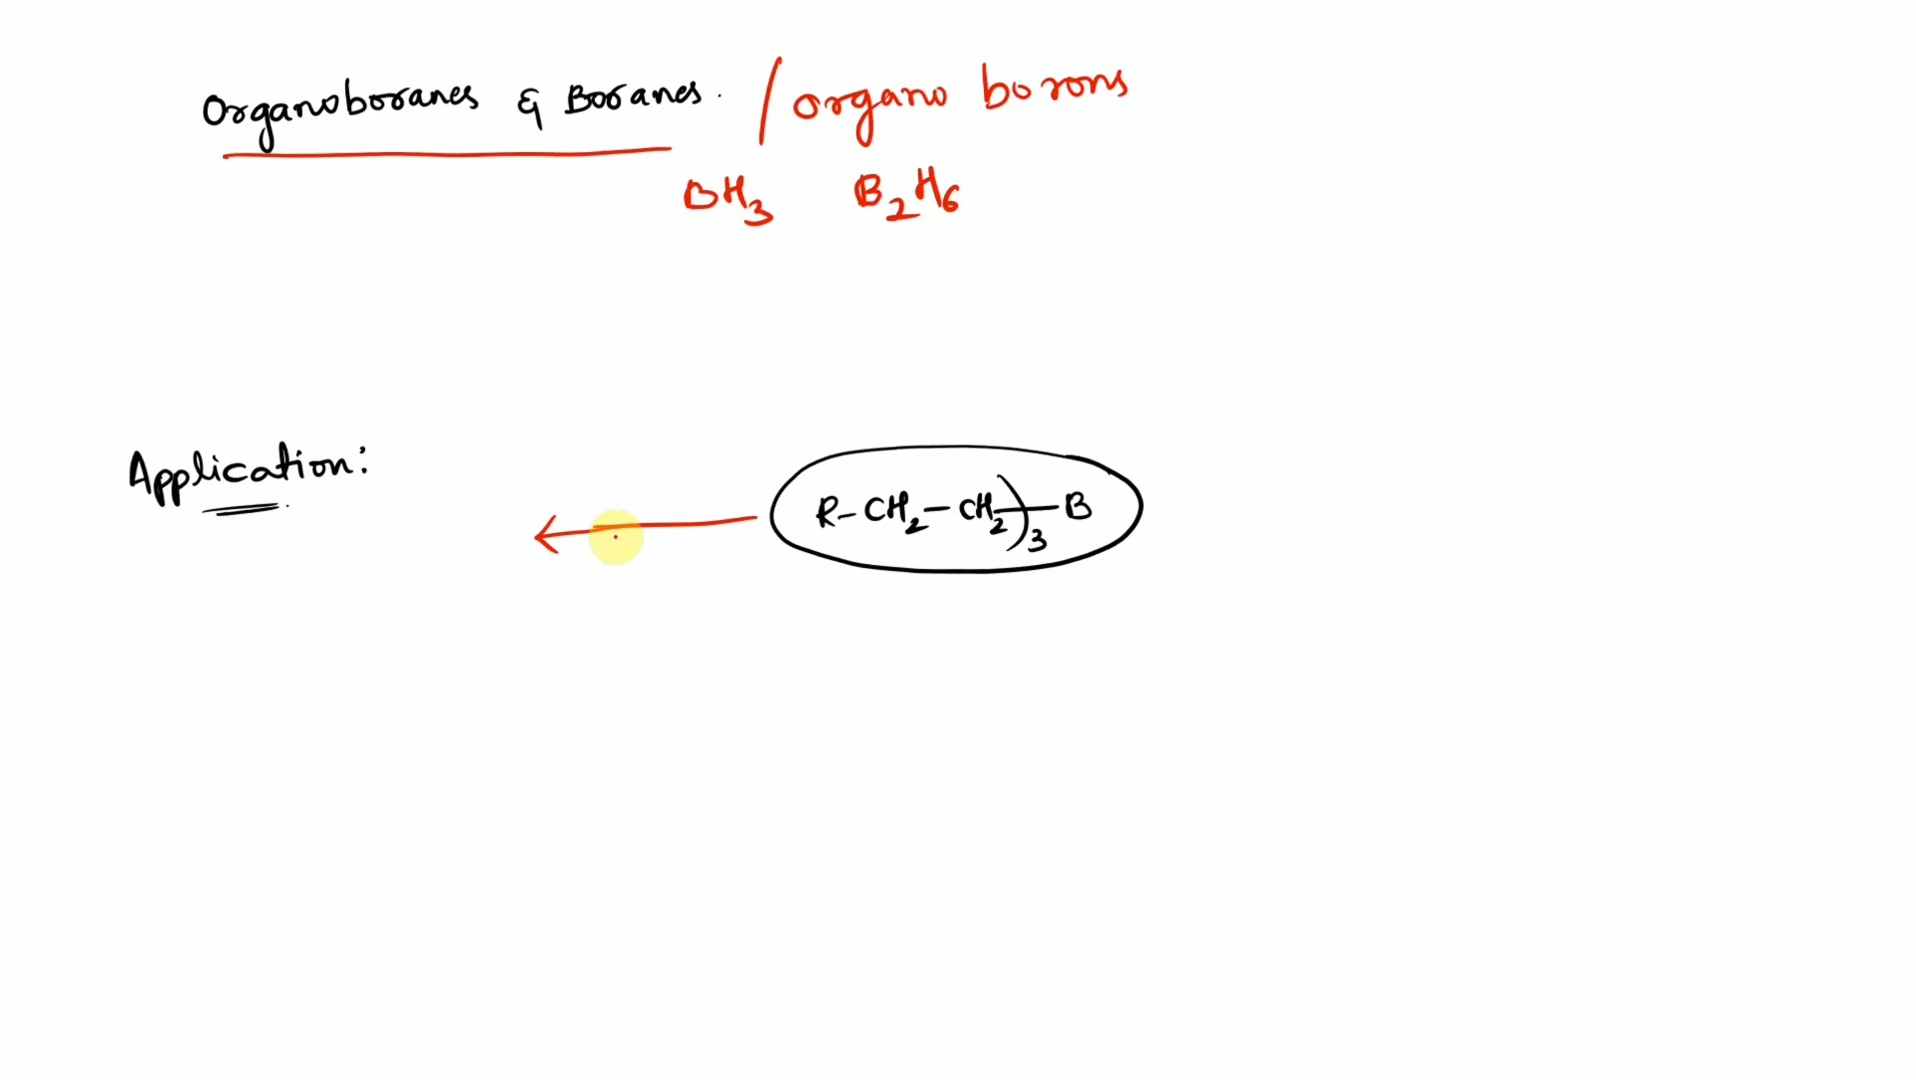 Organoboranes & Boranes. / organo borons
BH3 B2H6
Application:
R-CH2-CH2)3-B